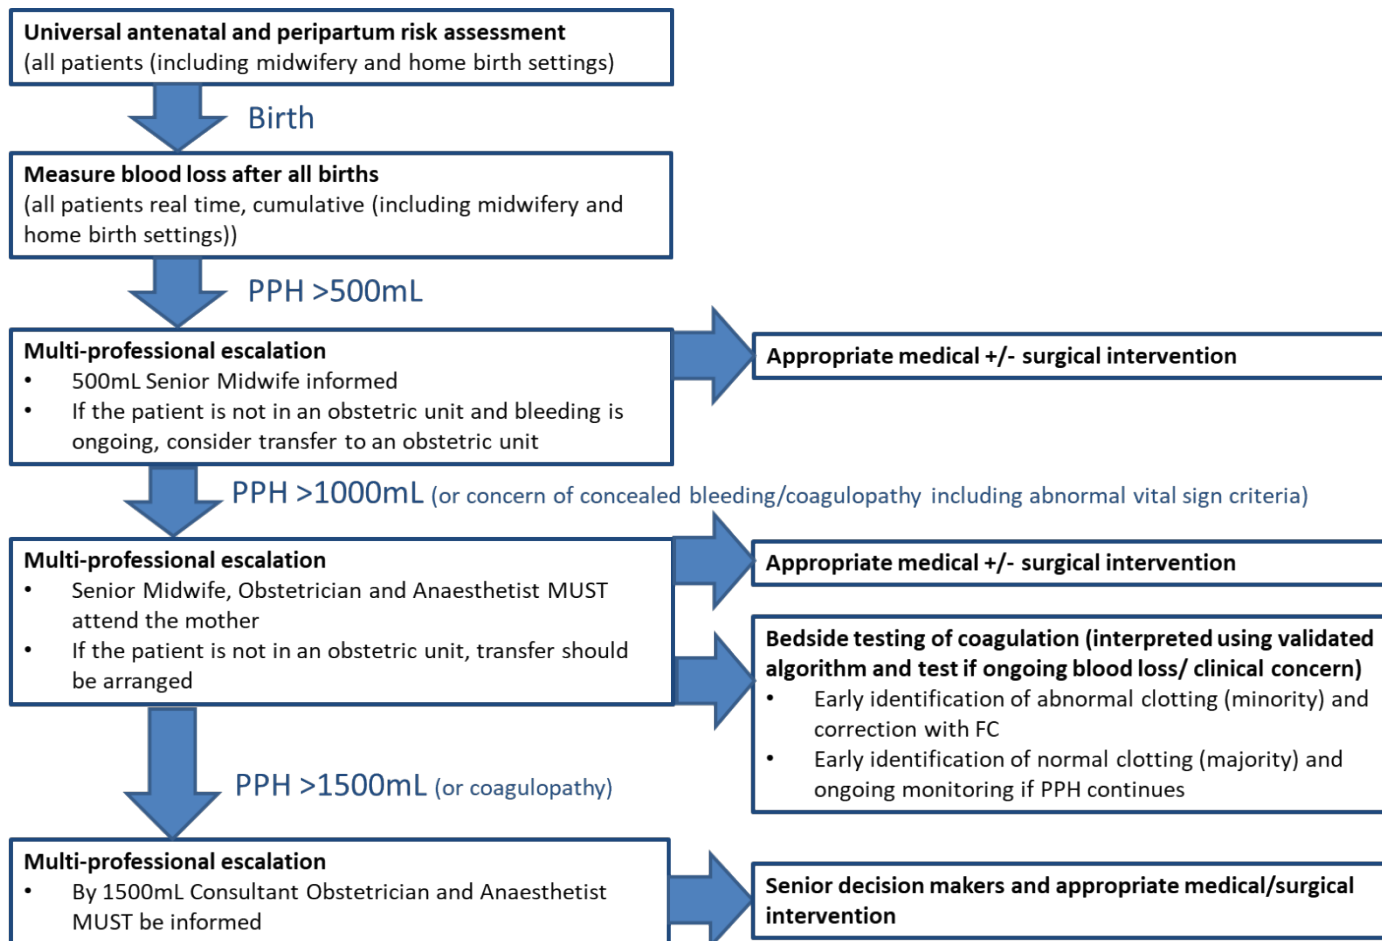 Universal antenatal and peripartum risk assessment
(all patients (including midwifery and home birth settings)
Birth
Measure blood loss after all births
(all patients real time, cumulative (including midwifery and
home birth settings))
PPH >500mL
Multi-professional escalation
• 500mL Senior Midwife informed
• If the patient is not in an obstetric unit and bleeding is
ongoing, consider transfer to an obstetric unit
Appropriate medical +/- surgical intervention
PPH >1000mL (or concern of concealed bleeding/coagulopathy including abnormal vital sign criteria)
Multi-professional escalation
• Senior Midwife, Obstetrician and Anaesthetist MUST
attend the mother
• If the patient is not in an obstetric unit, transfer should
be arranged
Appropriate medical +/- surgical intervention
Bedside testing of coagulation (interpreted using validated
algorithm and test if ongoing blood loss/ clinical concern)
• Early identification of abnormal clotting (minority) and
correction with FC
• Early identification of normal clotting (majority) and
ongoing monitoring if PPH continues
PPH >1500mL (or coagulopathy)
Multi-professional escalation
• By 1500mL Consultant Obstetrician and Anaesthetist
MUST be informed
Senior decision makers and appropriate medical/surgical
intervention